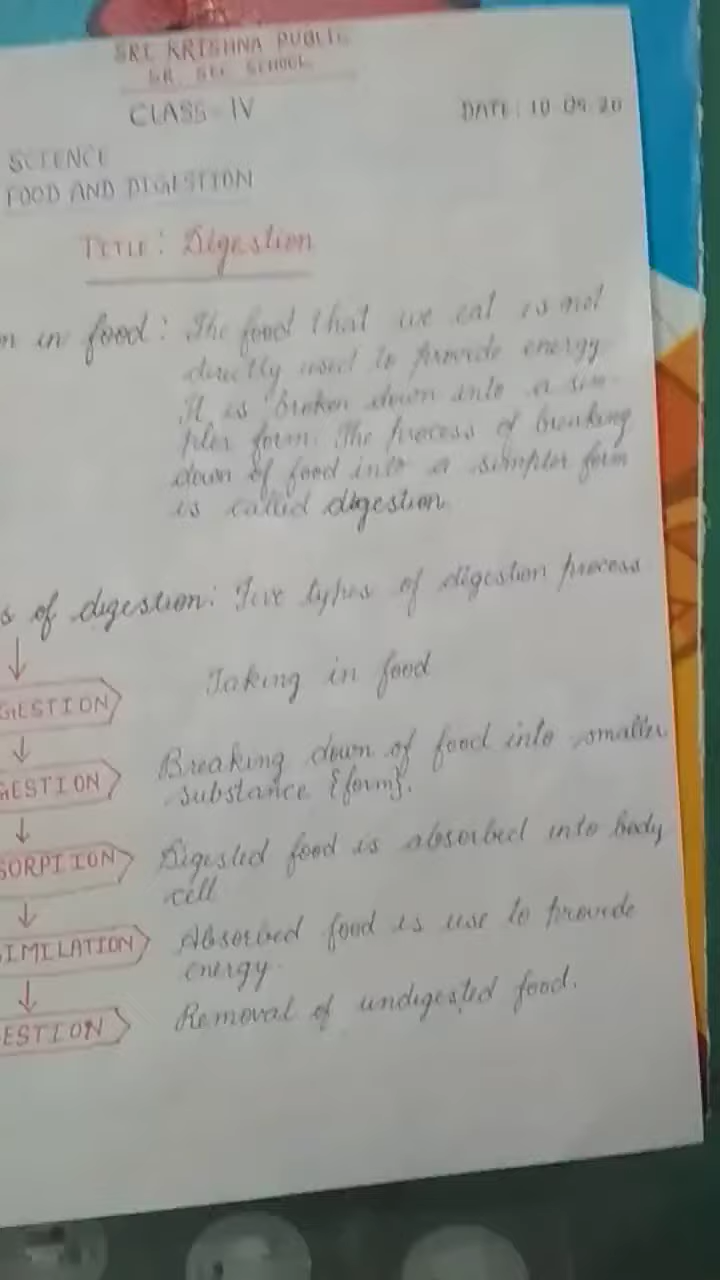 SRI KRISHNA PUBLIC
SR. SEC SCHOOL
CLASS - IV
DATE: 10.09.20
SCIENCE
FOOD AND DIGESTION
TITLE: Digestion
n in food: The food that we eat is not
directly used to provide energy.
It is broken down into a sim-
pler form. The process of breaking
down of food into a simpler form
is called digestion.
s of digestion: Five types of digestion process
GESTION Taking in food
GESTION Breaking down of food into smaller
substance {form}.
SORPTION Digested food is absorbed into body
cell
SIMILATION Absorbed food is use to provide
energy.
ESTION Removal of undigested food.